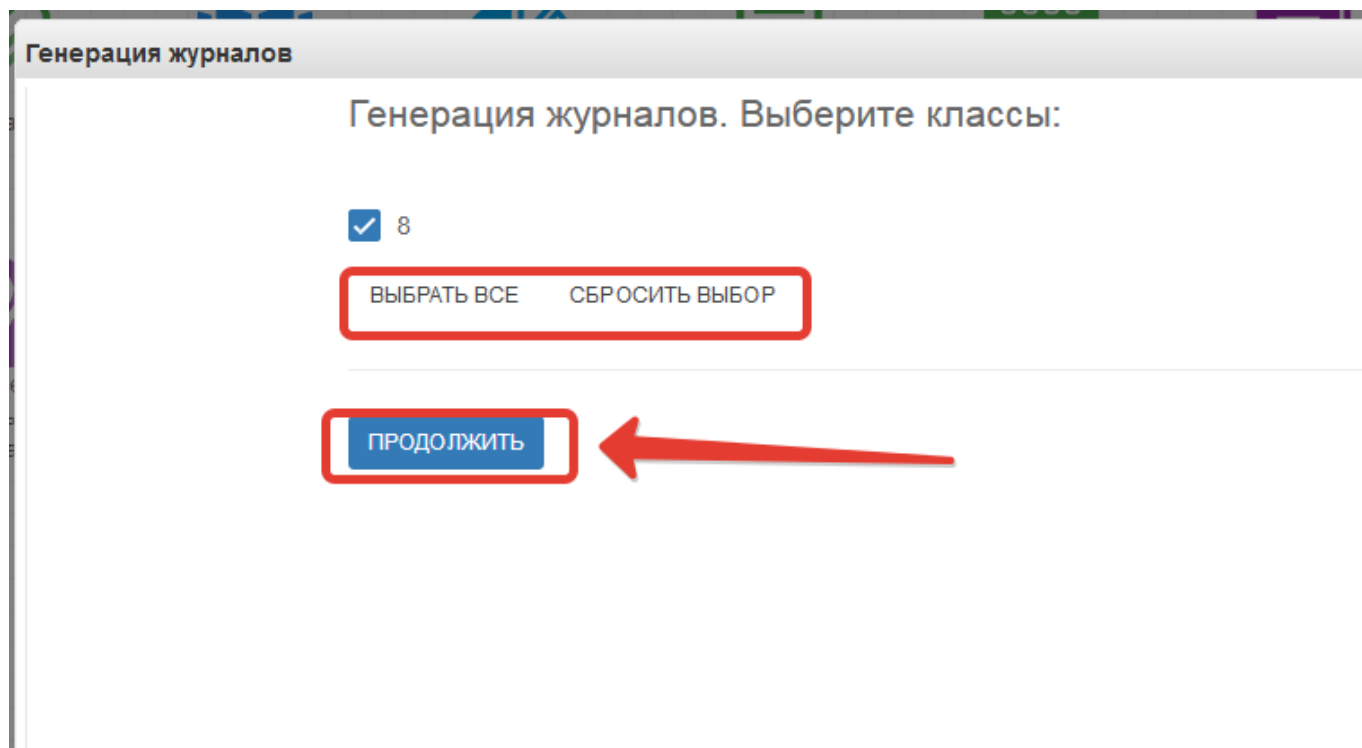 Генерация журналов
Генерация журналов. Выберите классы:
8
ВЫБРАТЬ ВСЕ СБРОСИТЬ ВЫБОР
ПРОДОЛЖИТЬ